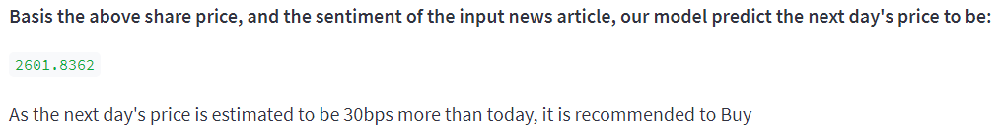 Basis the above share price, and the sentiment of the input news article, our model predict the next day's price to be:
2601.8362
As the next day's price is estimated to be 30bps more than today, it is recommended to Buy